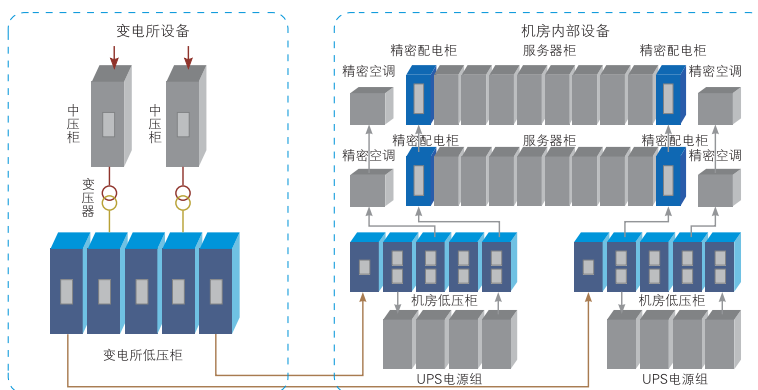 变电所设备
机房内部设备
精密配电柜
服务器柜
精密配电柜
精密空调
精密空调
中压柜
中压柜
精密配电柜
服务器柜
精密配电柜
精密空调
精密空调
变压器
机房低压柜
机房低压柜
变电所低压柜
UPS电源组
UPS电源组